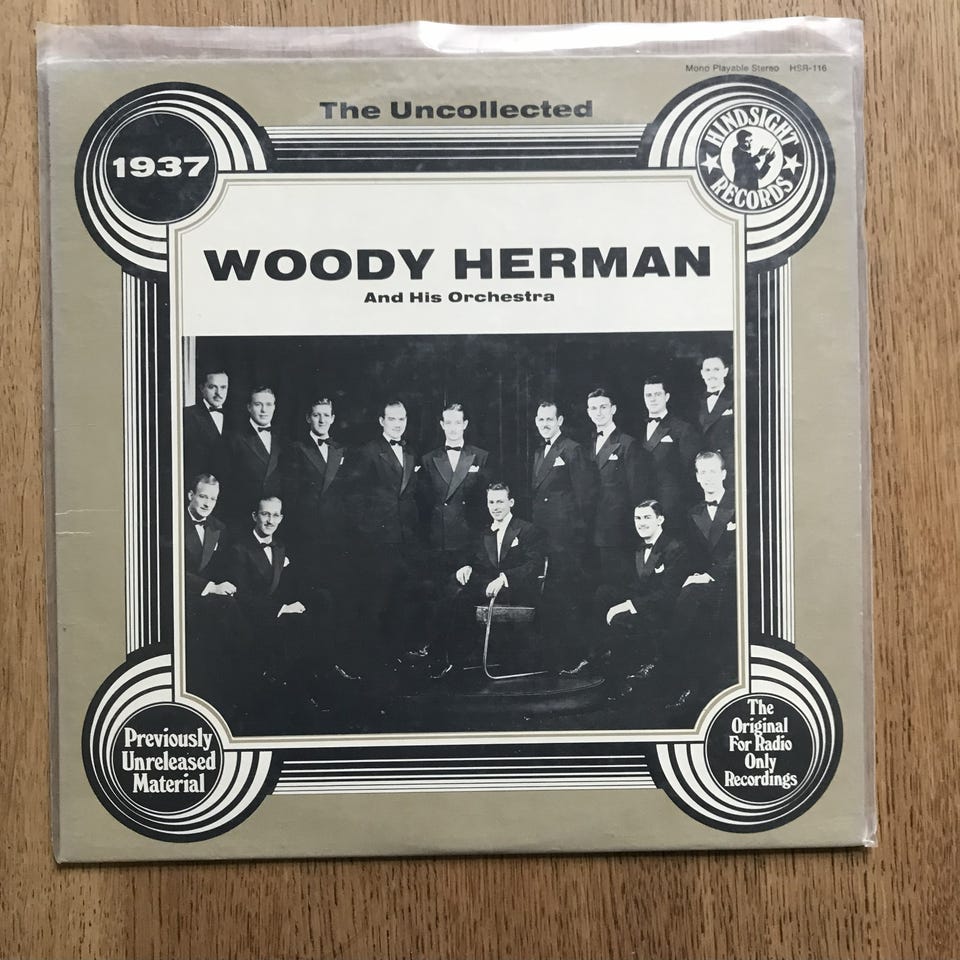 Mono Playable Stereo HSR-116
The Uncollected
1937
HINDSIGHT
RECORDS
WOODY HERMAN
And His Orchestra
Previously
Unreleased
Material
The
Original
For Radio
Only
Recordings